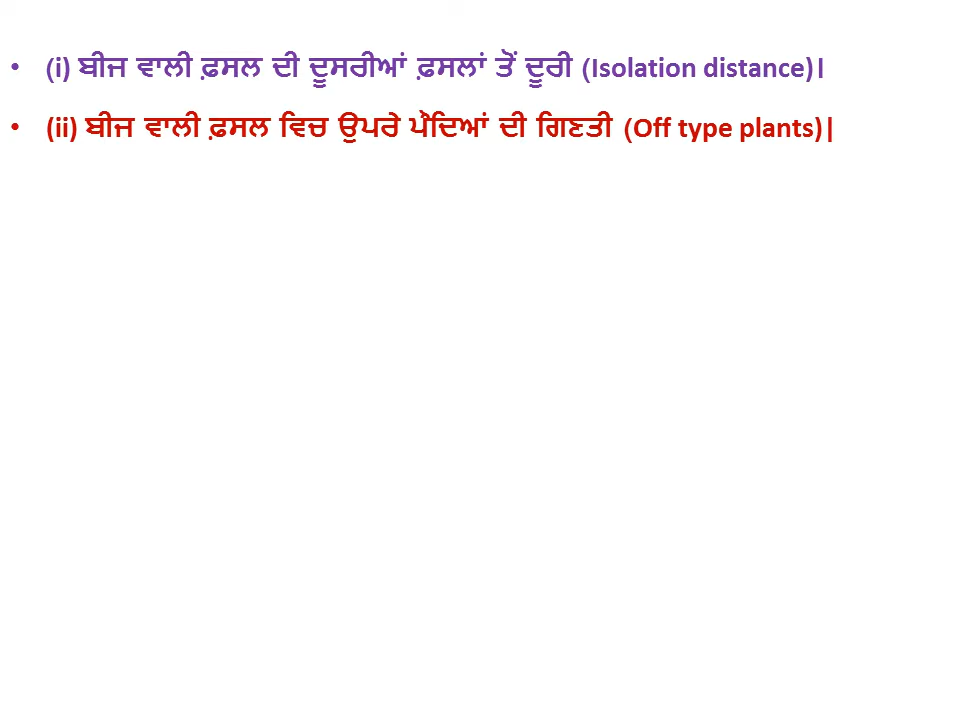 • (i) ਬੀਜ ਵਾਲੀ ਫ਼ਸਲ ਦੀ ਦੂਸਰੀਆਂ ਫ਼ਸਲਾਂ ਤੋਂ ਦੂਰੀ (Isolation distance)।
• (ii) ਬੀਜ ਵਾਲੀ ਫ਼ਸਲ ਵਿਚ ਉਪਰੇ ਪੌਦਿਆਂ ਦੀ ਗਿਣਤੀ (Off type plants)|